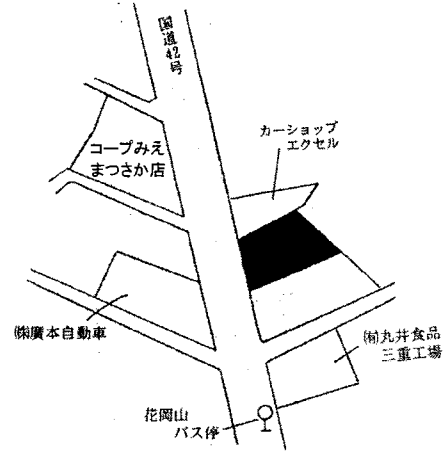 国道42号
カーショップ
エクセル
コープみえ
まつさか店
㈱廣本自動車
㈲丸井食品
三重工場
花岡山
バス停